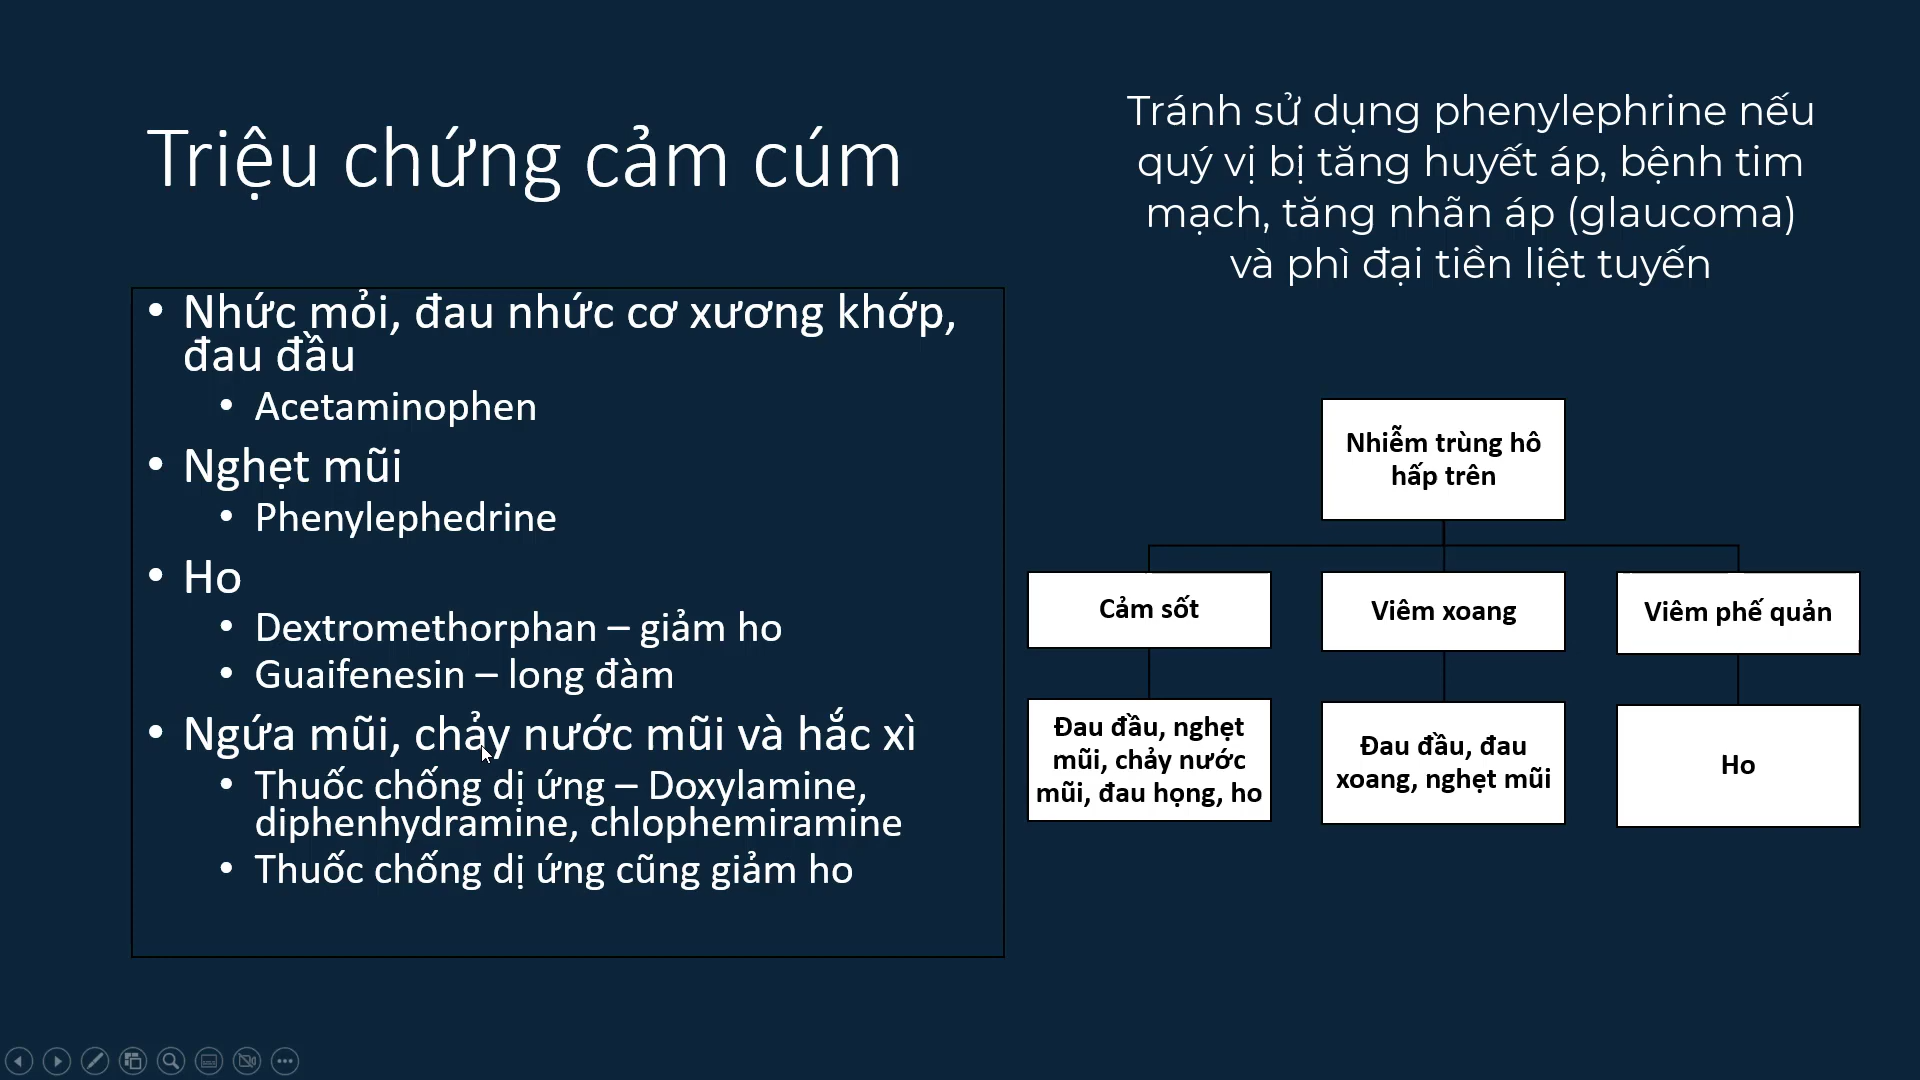 Triệu chứng cảm cúm
Tránh sử dụng phenylephrine nếu
quý vị bị tăng huyết áp, bệnh tim
mạch, tăng nhãn áp (glaucoma)
và phì đại tiền liệt tuyến
• Nhức mỏi, đau nhức cơ xương khớp,
đau đầu
• Acetaminophen
• Nghẹt mũi
• Phenylephedrine
• Ho
• Dextromethorphan – giảm ho
• Guaifenesin – long đàm
• Ngứa mũi, chảy nước mũi và hắc xì
• Thuốc chống dị ứng – Doxylamine,
diphenhydramine, chlophemiramine
• Thuốc chống dị ứng cũng giảm ho
Nhiễm trùng hô
hấp trên
Cảm sốt
Viêm xoang
Viêm phế quản
Đau đầu, nghẹt
mũi, chảy nước
mũi, đau họng, ho
Đau đầu, đau
xoang, nghẹt mũi
Ho